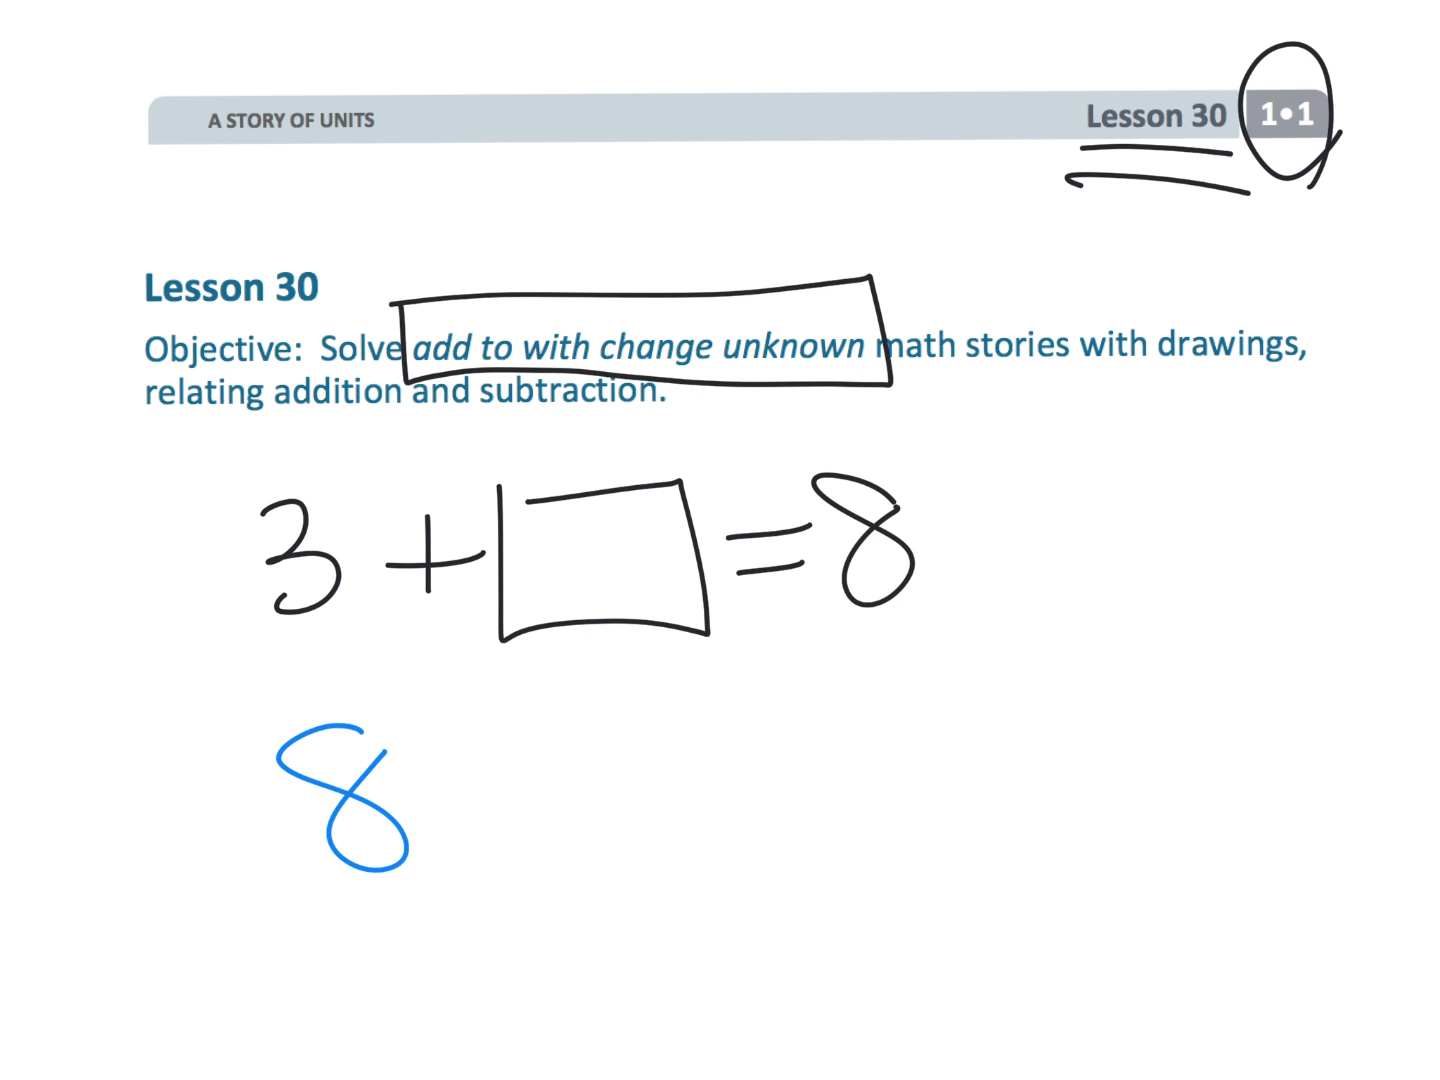 A STORY OF UNITS Lesson 30 1•1
Lesson 30
Objective: Solve add to with change unknown math stories with drawings,
relating addition and subtraction.
3 + □ = 8
8